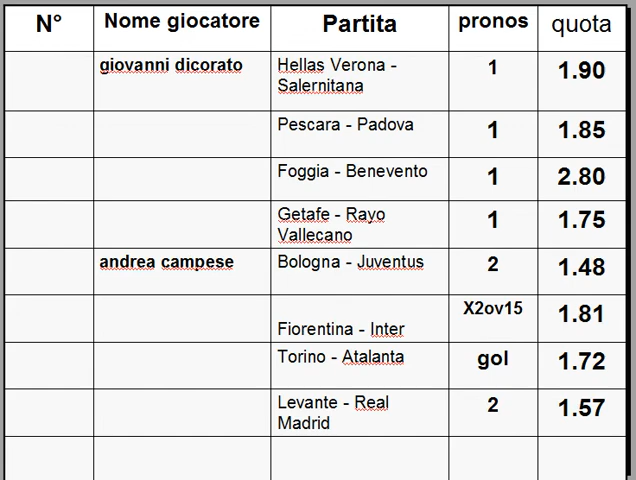 N° Nome giocatore Partita pronos quota
giovanni dicorato Hellas Verona - 1 1.90
Salernitana
Pescara - Padova 1 1.85
Foggia - Benevento 1 2.80
Getafe - Rayo 1 1.75
Vallecano
andrea campese Bologna - Juventus 2 1.48
X2ov15 1.81
Fiorentina - Inter
Torino - Atalanta gol 1.72
Levante - Real 2 1.57
Madrid